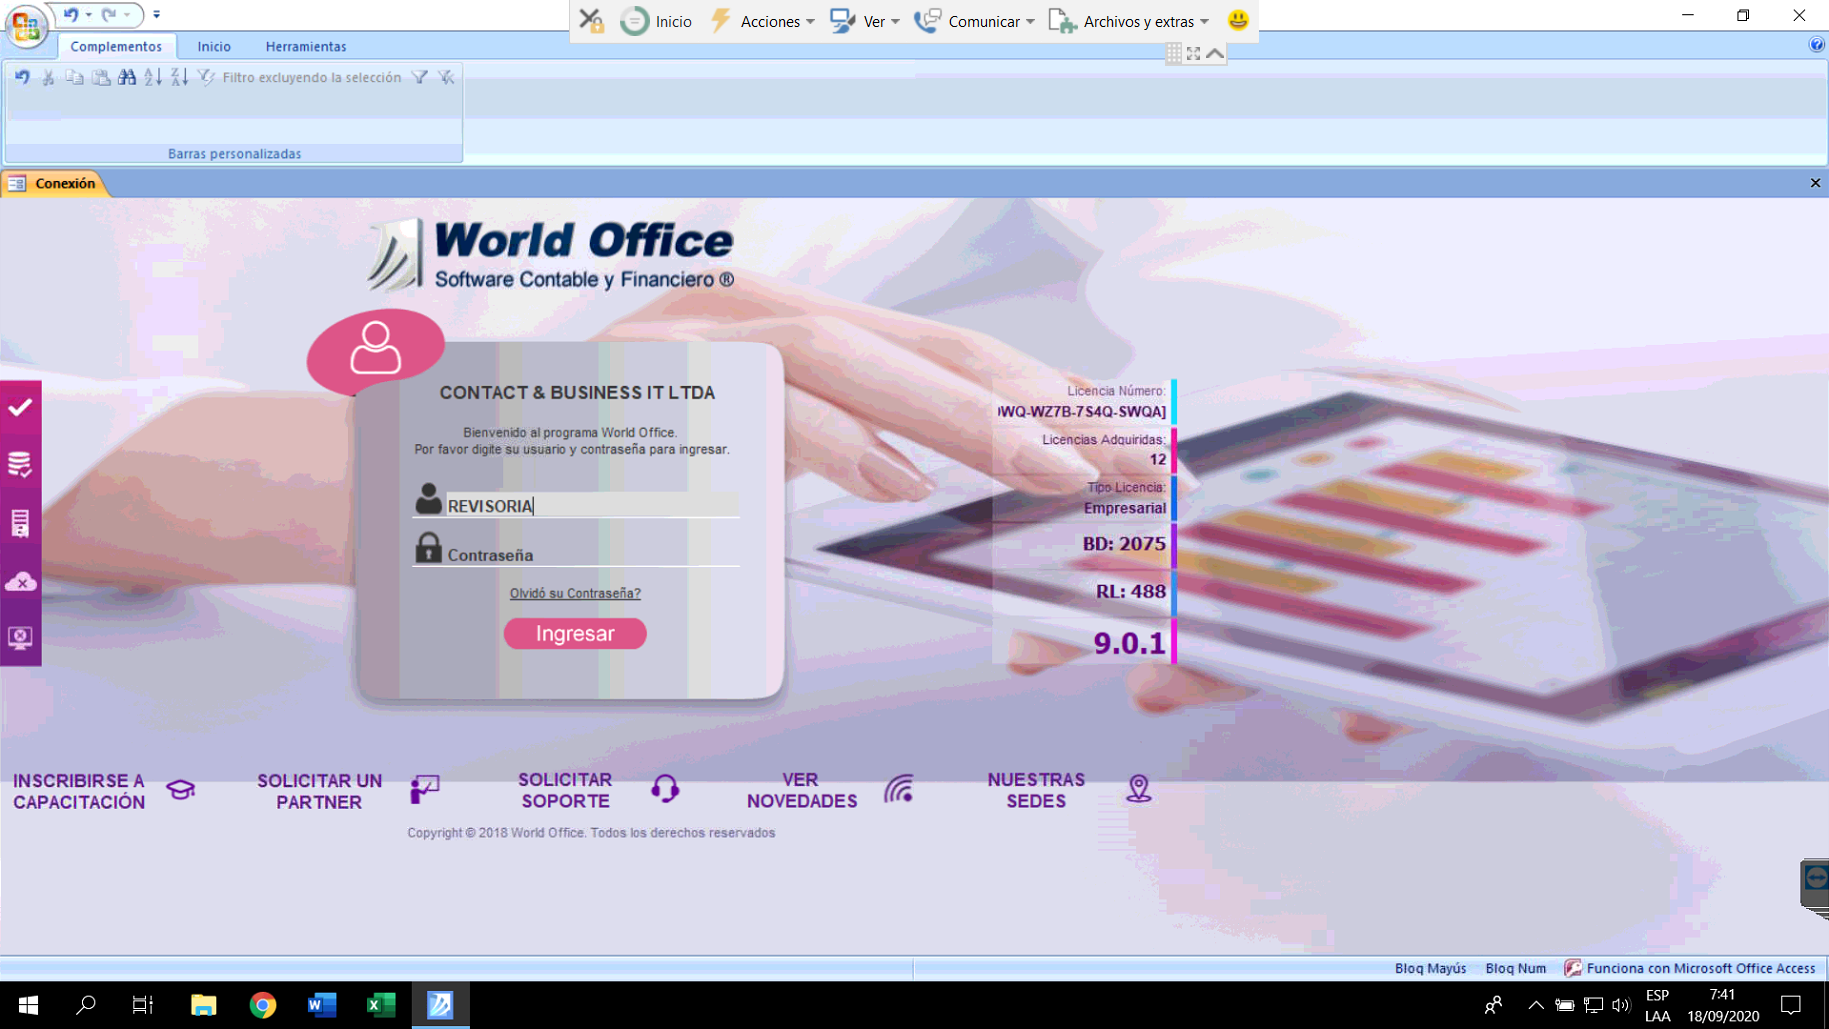 Inicio
Acciones
Ver
Comunicar
Archivos y extras
Complementos
Inicio
Herramientas
Filtro excluyendo la selección
Barras personalizadas
Conexión
World Office
Software Contable y Financiero ®
CONTACT & BUSINESS IT LTDA
Bienvenido al programa World Office.
Por favor digite su usuario y contraseña para ingresar.
REVISORIA
Contraseña
Olvidó su Contraseña?
Ingresar
Licencia Número:
WQ-WZ7B-7S4Q-SWQA]
Licencias Adquiridas:
12
Tipo Licencia:
Empresarial
BD: 2075
RL: 488
9.0.1
INSCRIBIRSE A
CAPACITACIÓN
SOLICITAR UN
PARTNER
SOLICITAR
SOPORTE
VER
NOVEDADES
NUESTRAS
SEDES
Copyright © 2018 World Office. Todos los derechos reservados
Bloq Mayús
Bloq Num
Funciona con Microsoft Office Access
ESP
LAA
7:41
18/09/2020